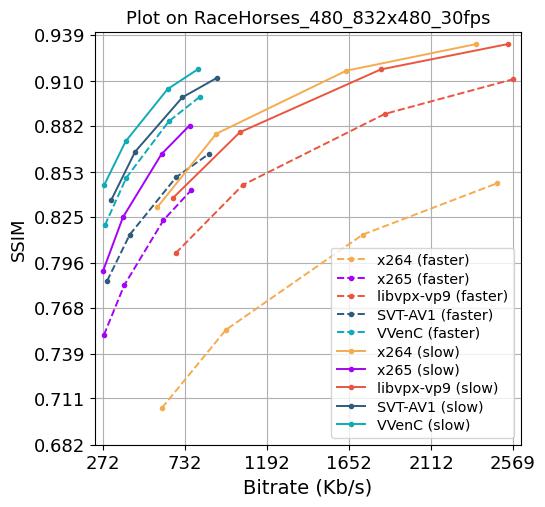 Plot on RaceHorses_480_832x480_30fps
0.939
0.910
0.882
0.853
0.825
0.796
0.768
0.739
0.711
0.682
SSIM
x264 (faster)
x265 (faster)
libvpx-vp9 (faster)
SVT-AV1 (faster)
VVenC (faster)
x264 (slow)
x265 (slow)
libvpx-vp9 (slow)
SVT-AV1 (slow)
VVenC (slow)
272 732 1192 1652 2112 2569
Bitrate (Kb/s)